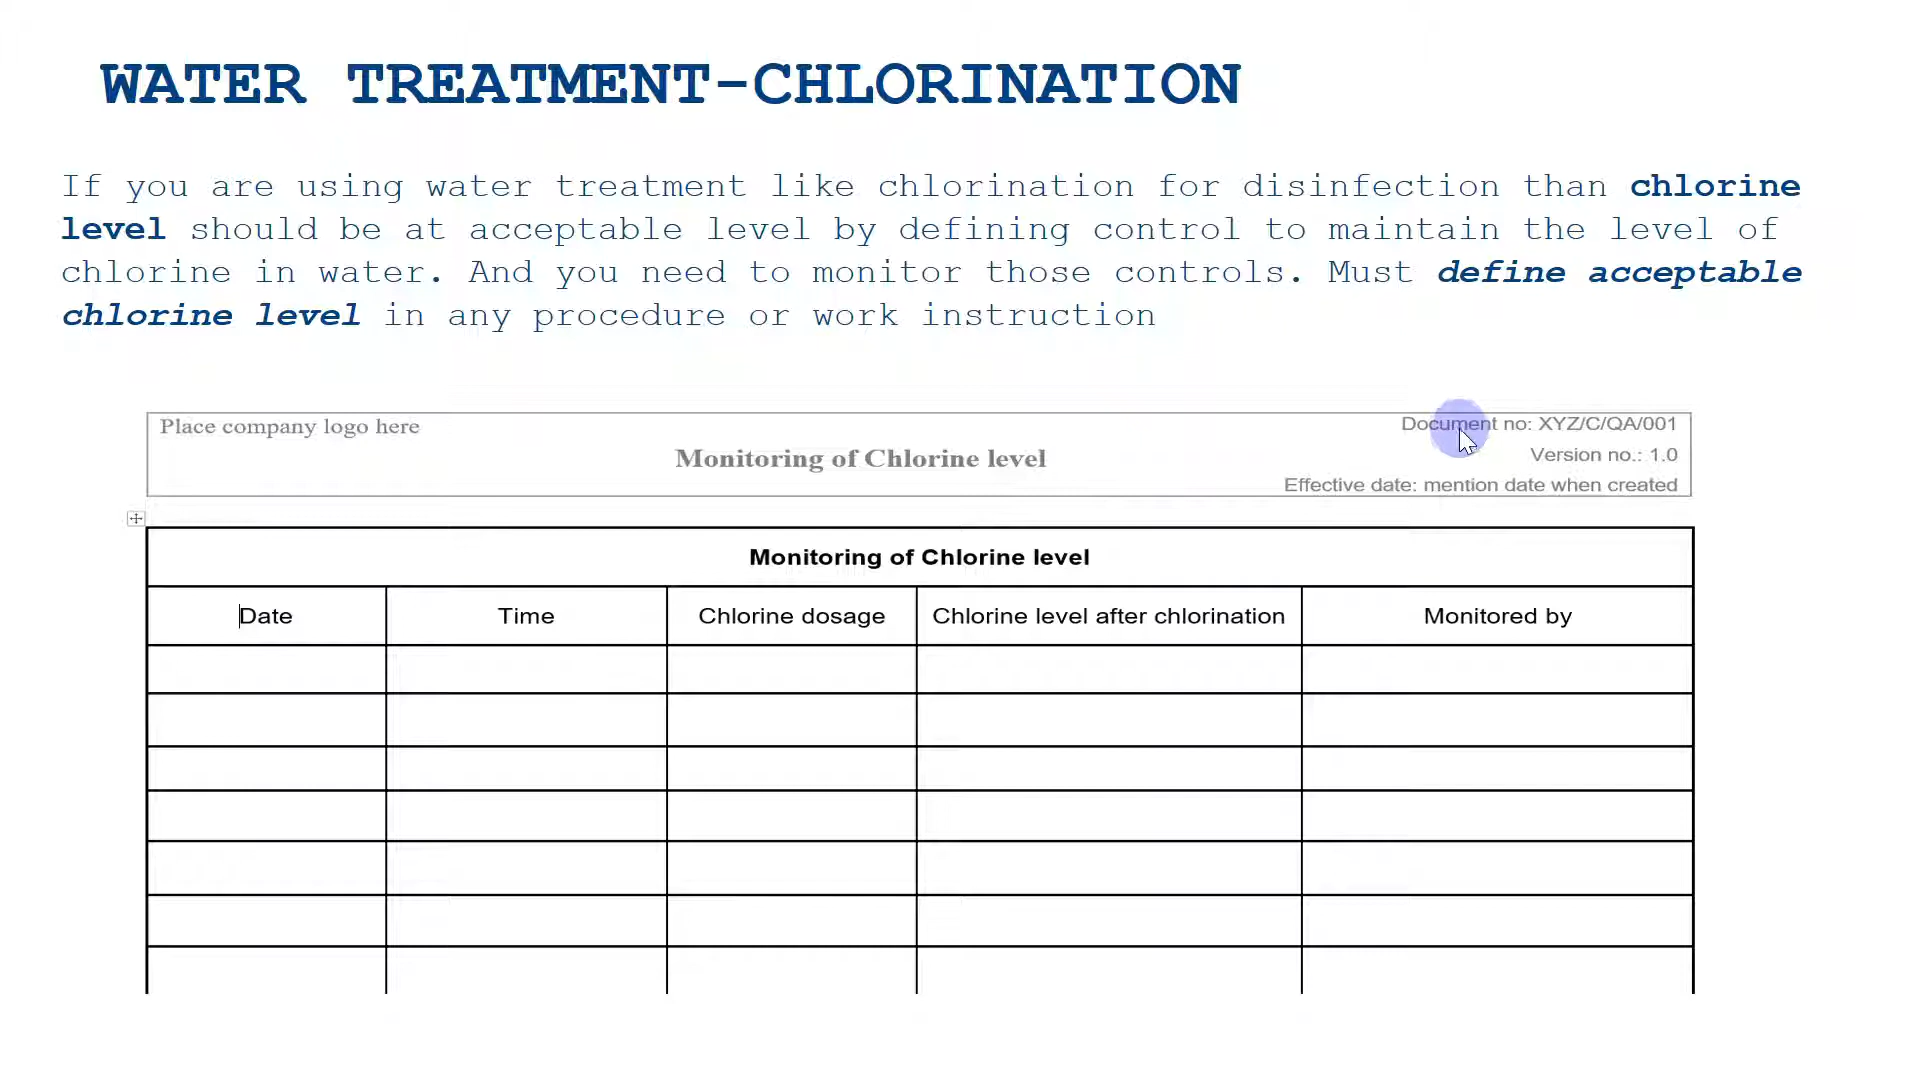 WATER TREATMENT-CHLORINATION
If you are using water treatment like chlorination for disinfection than chlorine
level should be at acceptable level by defining control to maintain the level of
chlorine in water. And you need to monitor those controls. Must define acceptable
chlorine level in any procedure or work instruction
Place company logo here
Document no: XYZ/C/QA/001
Monitoring of Chlorine level
Version no.: 1.0
Effective date: mention date when created
Monitoring of Chlorine level
Date Time Chlorine dosage Chlorine level after chlorination Monitored by